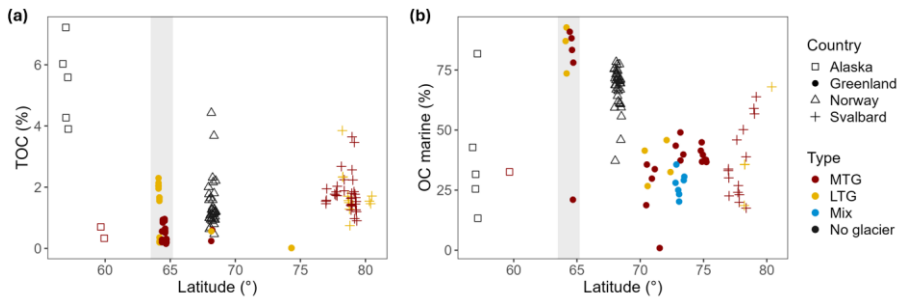 (a)
TOC (%)
6
4
2
0
60
65
70
75
80
Latitude (°)
(b)
OC marine (%)
75
50
25
0
60
65
70
75
80
Latitude (°)
Country
Alaska
Greenland
Norway
Svalbard
Type
MTG
LTG
Mix
No glacier